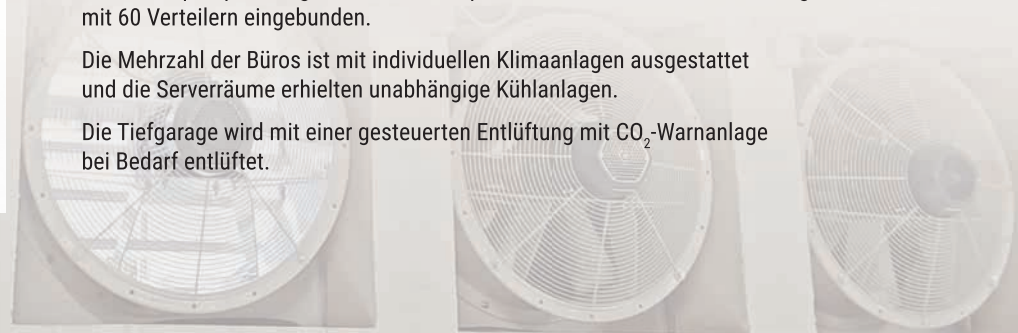 mit 60 Verteilern eingebunden.
Die Mehrzahl der Büros ist mit individuellen Klimaanlagen ausgestattet
und die Serverräume erhielten unabhängige Kühlanlagen.
Die Tiefgarage wird mit einer gesteuerten Entlüftung mit CO₂-Warnanlage
bei Bedarf entlüftet.